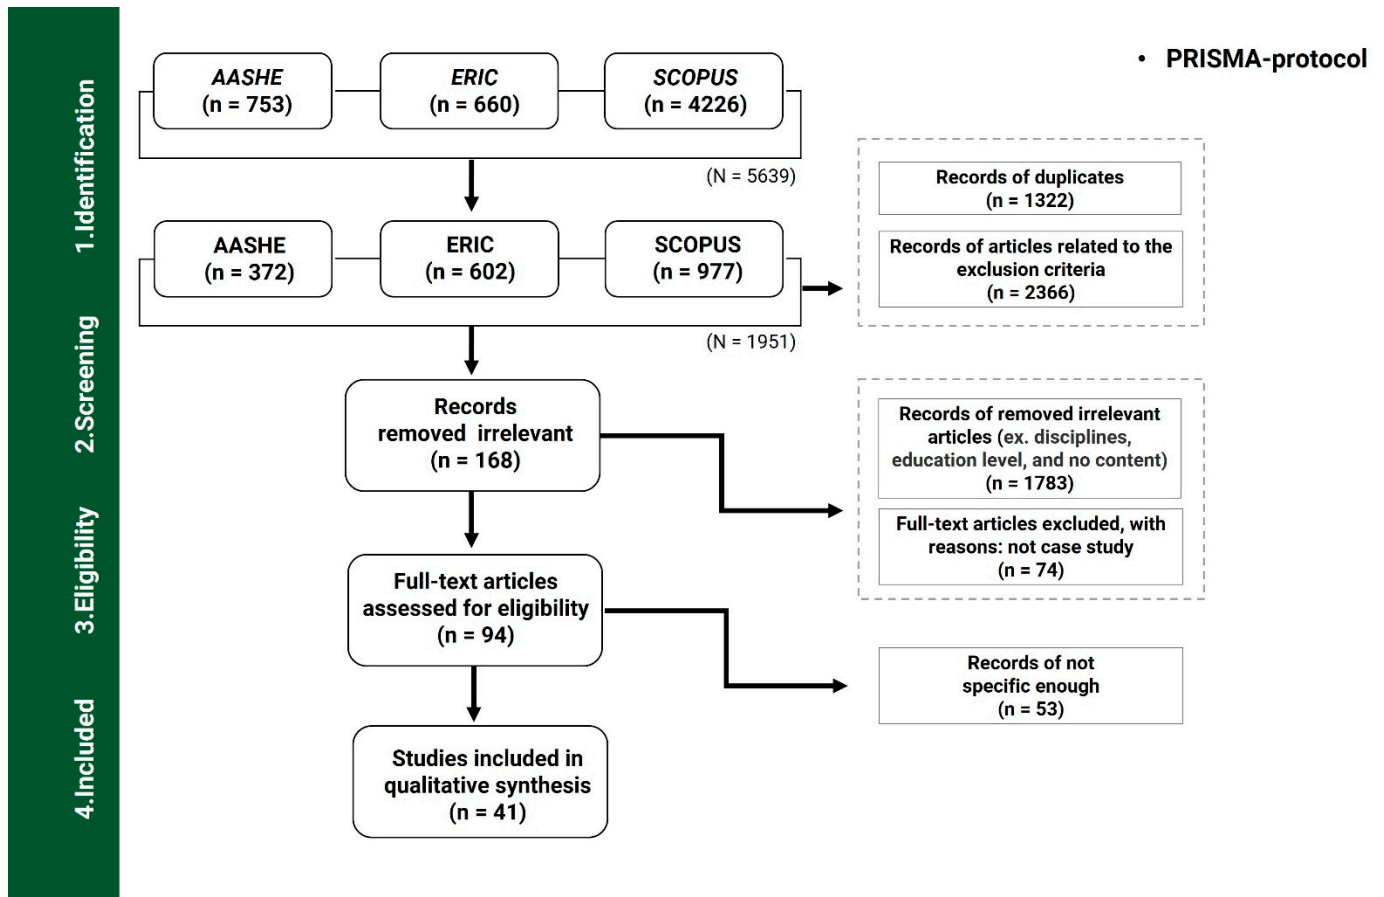 • PRISMA-protocol
1.Identification
AASHE
(n = 753)
ERIC
(n = 660)
SCOPUS
(n = 4226)
(N = 5639)
AASHE
(n = 372)
ERIC
(n = 602)
SCOPUS
(n = 977)
(N = 1951)
Records of duplicates
(n = 1322)
Records of articles related to the
exclusion criteria
(n = 2366)
2.Screening
Records
removed irrelevant
(n = 168)
Records of removed irrelevant
articles (ex. disciplines,
education level, and no content)
(n = 1783)
Full-text articles excluded, with
reasons: not case study
(n = 74)
3.Eligibility
Full-text articles
assessed for eligibility
(n = 94)
Records of not
specific enough
(n = 53)
4.Included
Studies included in
qualitative synthesis
(n = 41)